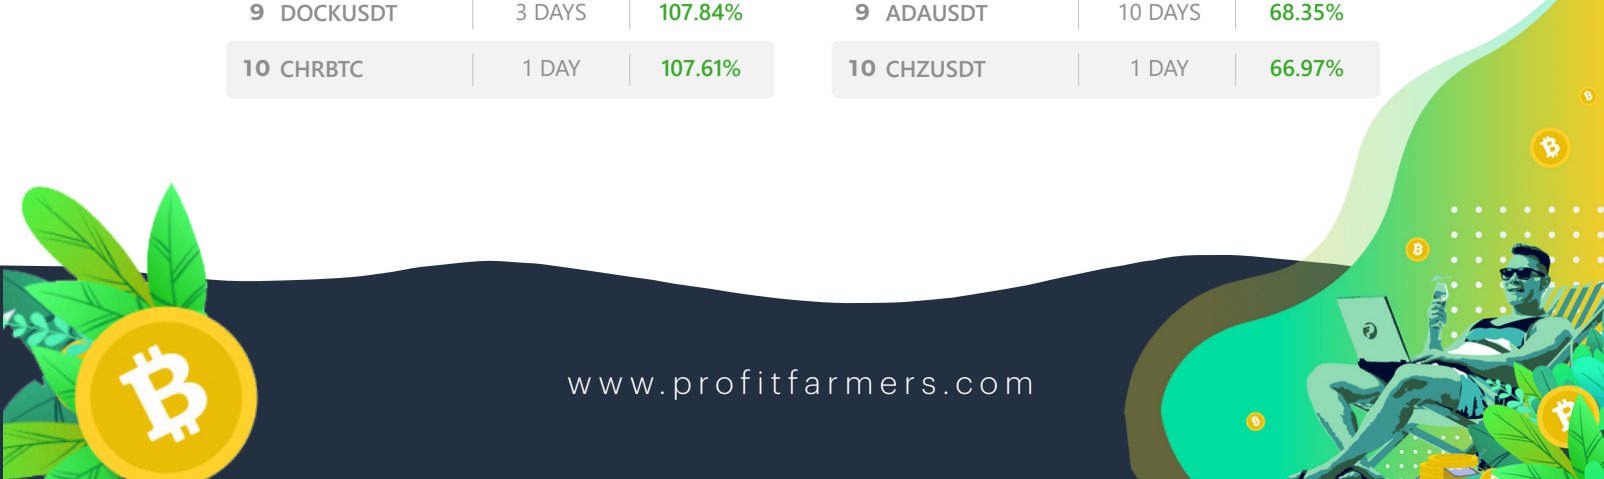 9 DOCKUSDT 3 DAYS 107.84% 9 ADAUSDT 10 DAYS 68.35%
10 CHRBTC 1 DAY 107.61% 10 CHZUSDT 1 DAY 66.97%
www.profitfarmers.com